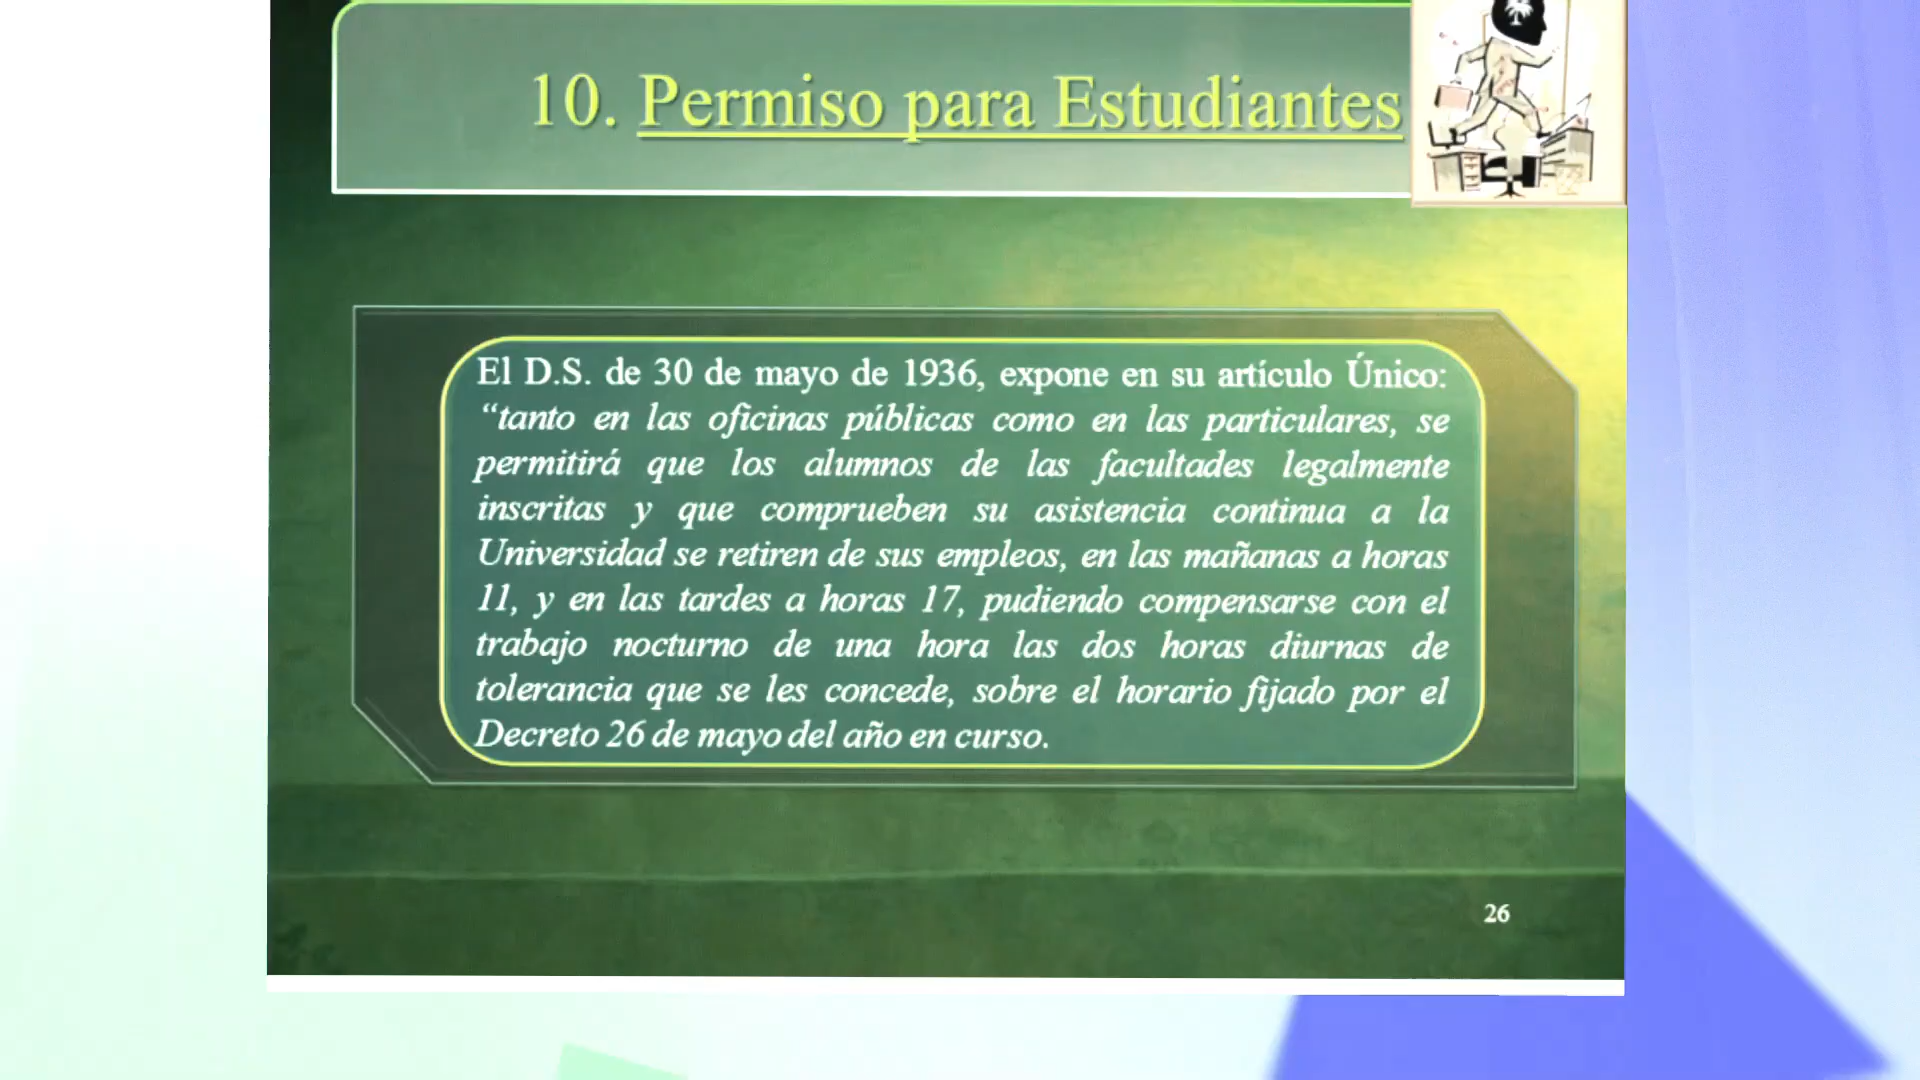 10. Permiso para Estudiantes
El D.S. de 30 de mayo de 1936, expone en su artículo Único:
“tanto en las oficinas públicas como en las particulares, se
permitirá que los alumnos de las facultades legalmente
inscritas y que comprueben su asistencia continua a la
Universidad se retiren de sus empleos, en las mañanas a horas
11, y en las tardes a horas 17, pudiendo compensarse con el
trabajo nocturno de una hora las dos horas diurnas de
tolerancia que se les concede, sobre el horario fijado por el
Decreto 26 de mayo del año en curso.
26